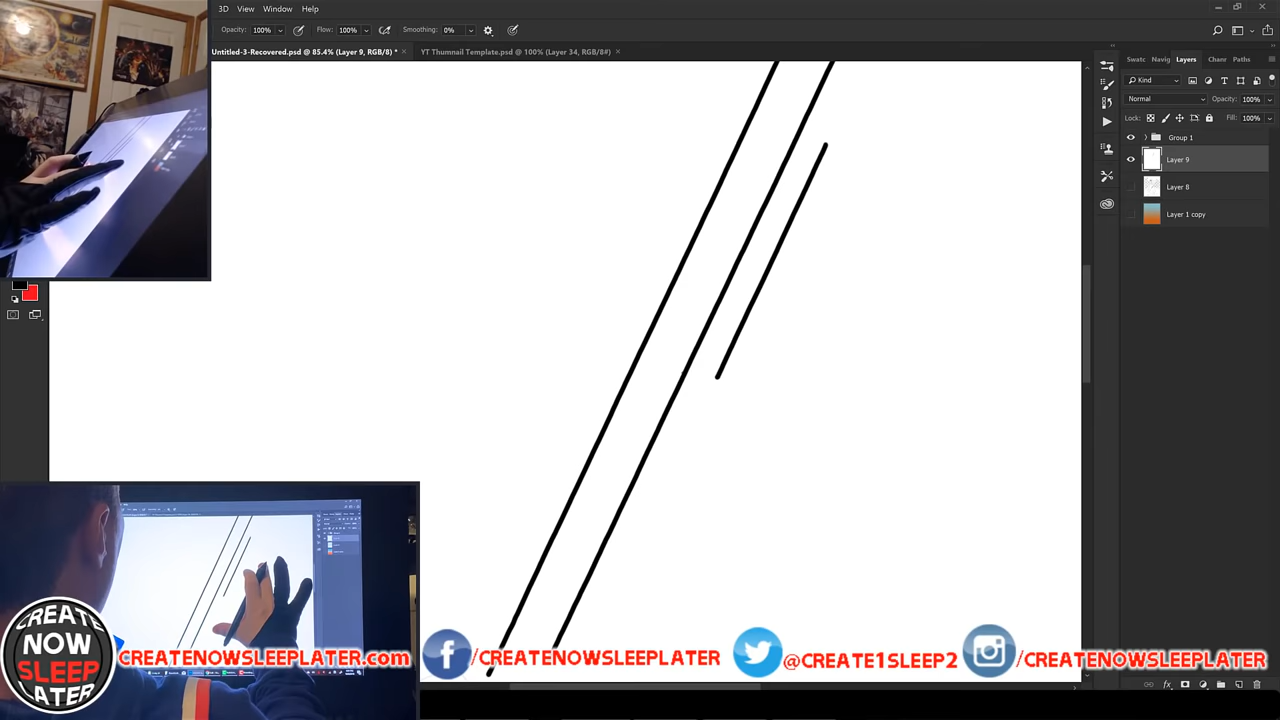 3D View Window Help
Opacity: 100% Flow: 100% Smoothing: 0%
Untitled-3-Recovered.psd @ 85.4% (Layer 9, RGB/8) * × YT Thumnail Template.psd @ 100% (Layer 34, RGB/8#) ×
Swatc Navig Layers Chanr Paths
Kind
Normal Opacity: 100%
Lock: Fill: 100%
Group 1
Layer 9
Layer 8
Layer 1 copy
CREATE
NOW
SLEEP
LATER
CREATENOWSLEEPLATER.com
f /CREATENOWSLEEPLATER
@CREATE1SLEEP2
/CREATENOWSLEEPLATER
fx